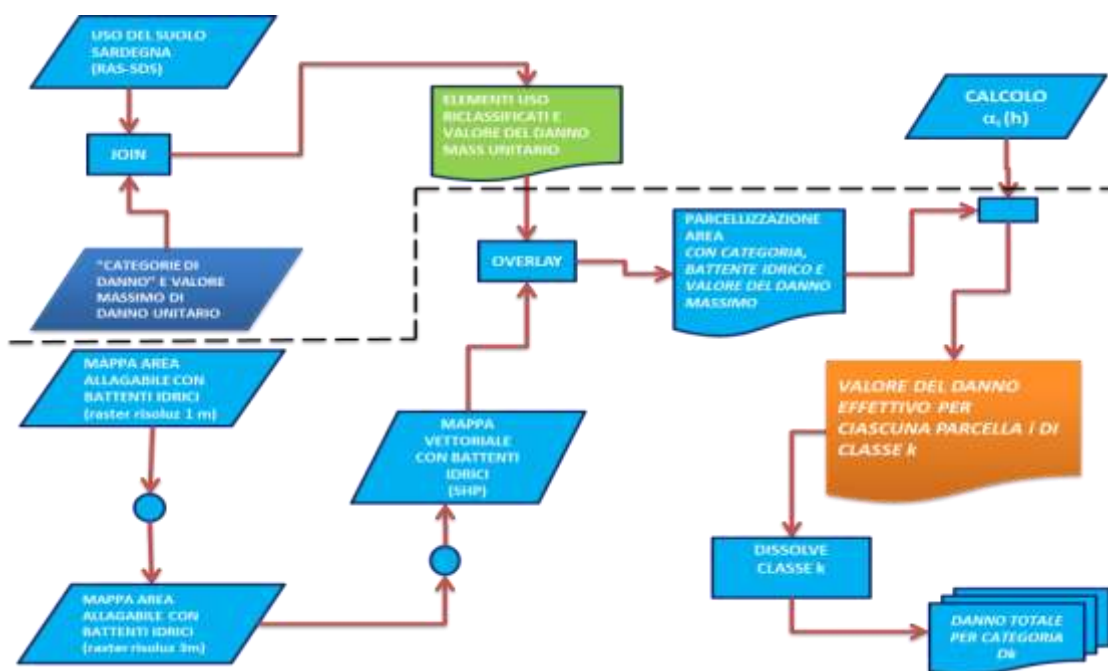 USO DEL SUOLO
SARDEGNA
(RAS-SDS)
JOIN
"CATEGORIE DI
DANNO" E VALORE
MASSIMO DI
DANNO UNITARIO
ELEMENTI USO
RICLASSIFICATI E
VALORE DEL DANNO
MASS UNITARIO
CALCOLO
α (h)
OVERLAY
PARCELLIZZAZIONE
AREA
CON CATEGORIA,
BATTENTE IDRICO E
VALORE DEL DANNO
MASSIMO
MAPPA AREA
ALLAGABILE CON
BATTENTI IDRICI
(raster risoluz 1 m)
MAPPA
VETTORIALE
CON BATTENTI
IDRICI
(SHP)
VALORE DEL DANNO
EFFETTIVO PER
CIASCUNA PARCELLA i DI
CLASSE k
MAPPA AREA
ALLAGABILE CON
BATTENTI IDRICI
(raster risoluz 3m)
DISSOLVE
CLASSE k
DANNO TOTALE
PER CATEGORIA
Dk